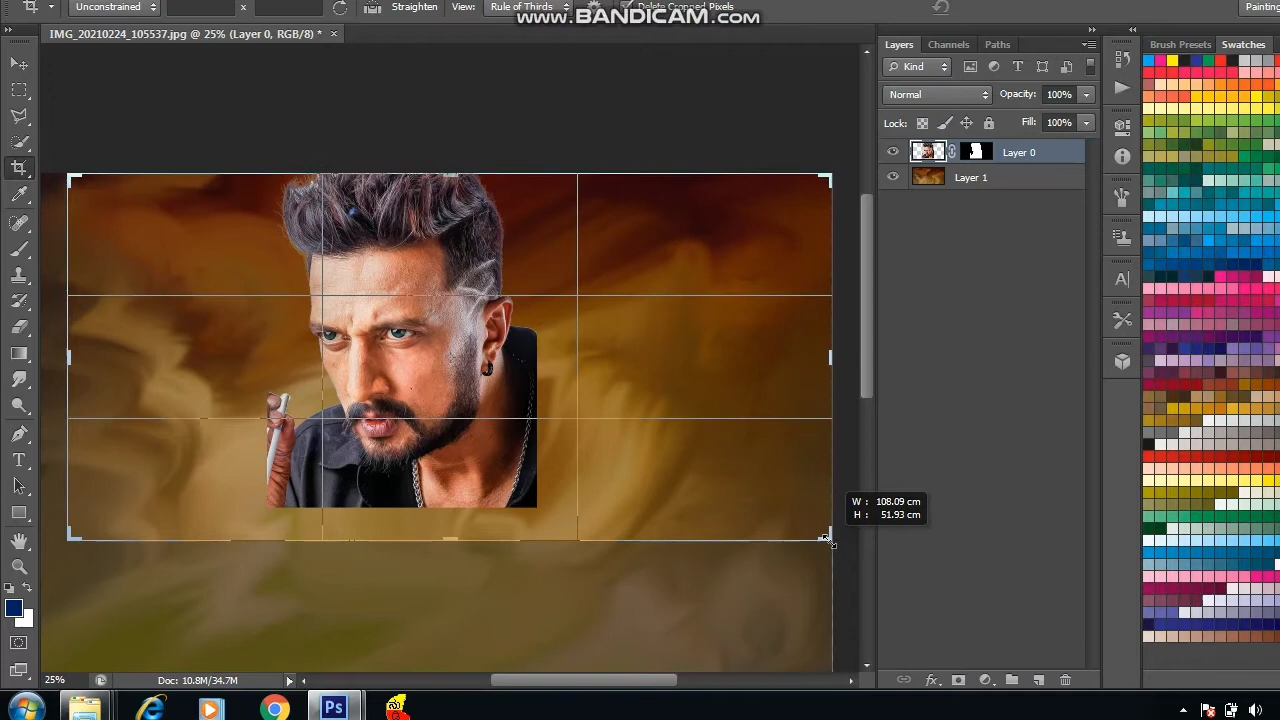 Unconstrained
Straighten
View: Rule of Thirds
Delete Cropped Pixels
Painting
www.BANDICAM.com
IMG_20210224_105537.jpg @ 25% (Layer 0, RGB/8) *
Layers
Channels
Paths
Brush Presets
Swatches
Kind
Normal
Opacity: 100%
Lock:
Fill: 100%
Layer 0
Layer 1
W : 108.09 cm
H : 51.93 cm
25%
Doc: 10.8M/34.7M
fx
T
A
Ps